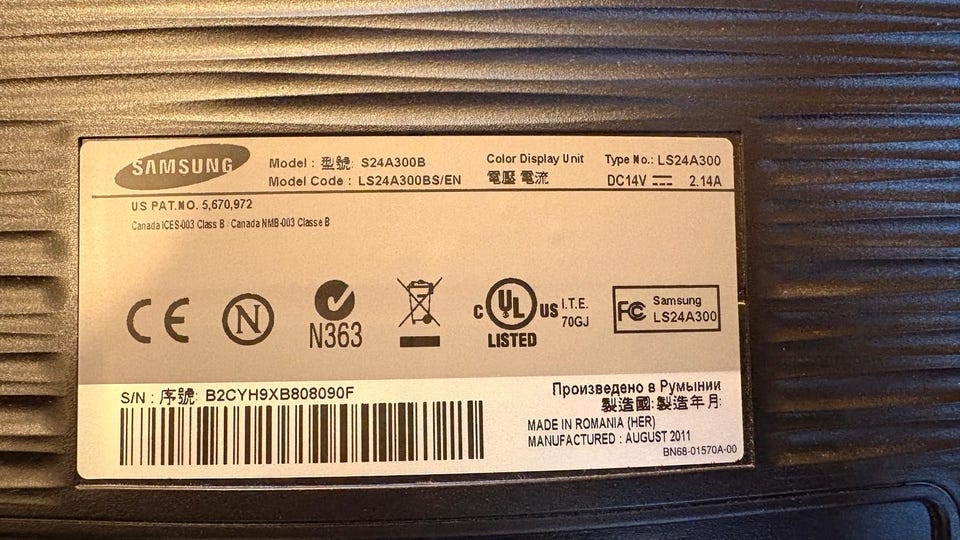 SAMSUNG
Model : 型號: S24A300B
Model Code : LS24A300BS/EN
Color Display Unit
電壓 電流
Type No.: LS24A300
DC14V ⎓ 2.14A
US PAT.NO. 5,670,972
Canada ICES-003 Class B / Canada NMB-003 Classe B
CE
N
N363
c UL US
LISTED
I.T.E.
70GJ
FC Samsung
LS24A300
S/N : 序號: B2CYH9XB808090F
Произведено в Румынии
製造國: 製造年月:
MADE IN ROMANIA (HER)
MANUFACTURED : AUGUST 2011
BN68-01570A-00